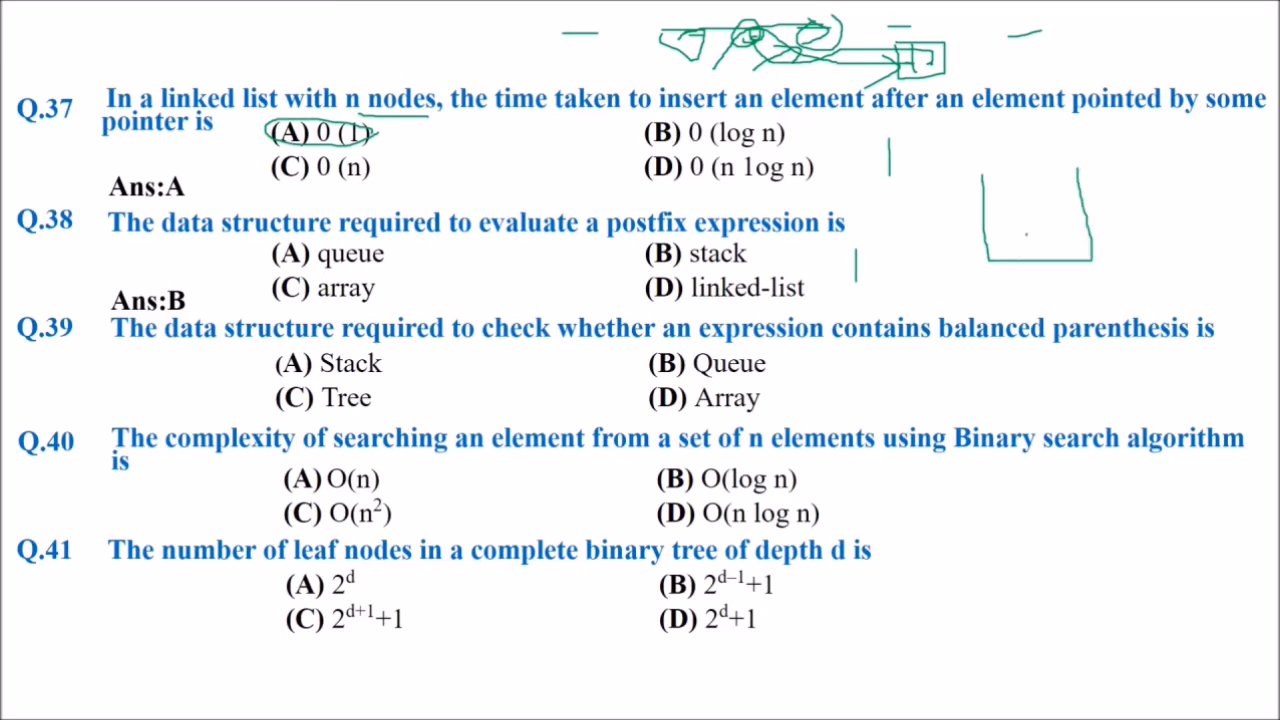 Q.37 In a linked list with n nodes, the time taken to insert an element after an element pointed by some
pointer is
(A) 0 (1) (B) 0 (log n)
(C) 0 (n) (D) 0 (n 1og n)
Ans:A
Q.38 The data structure required to evaluate a postfix expression is
(A) queue (B) stack
(C) array (D) linked-list
Ans:B
Q.39 The data structure required to check whether an expression contains balanced parenthesis is
(A) Stack (B) Queue
(C) Tree (D) Array
Q.40 The complexity of searching an element from a set of n elements using Binary search algorithm
is
(A) O(n) (B) O(log n)
(C) O(n²) (D) O(n log n)
Q.41 The number of leaf nodes in a complete binary tree of depth d is
(A) 2ᵈ (B) 2ᵈ⁻¹+1
(C) 2ᵈ⁺¹+1 (D) 2ᵈ+1